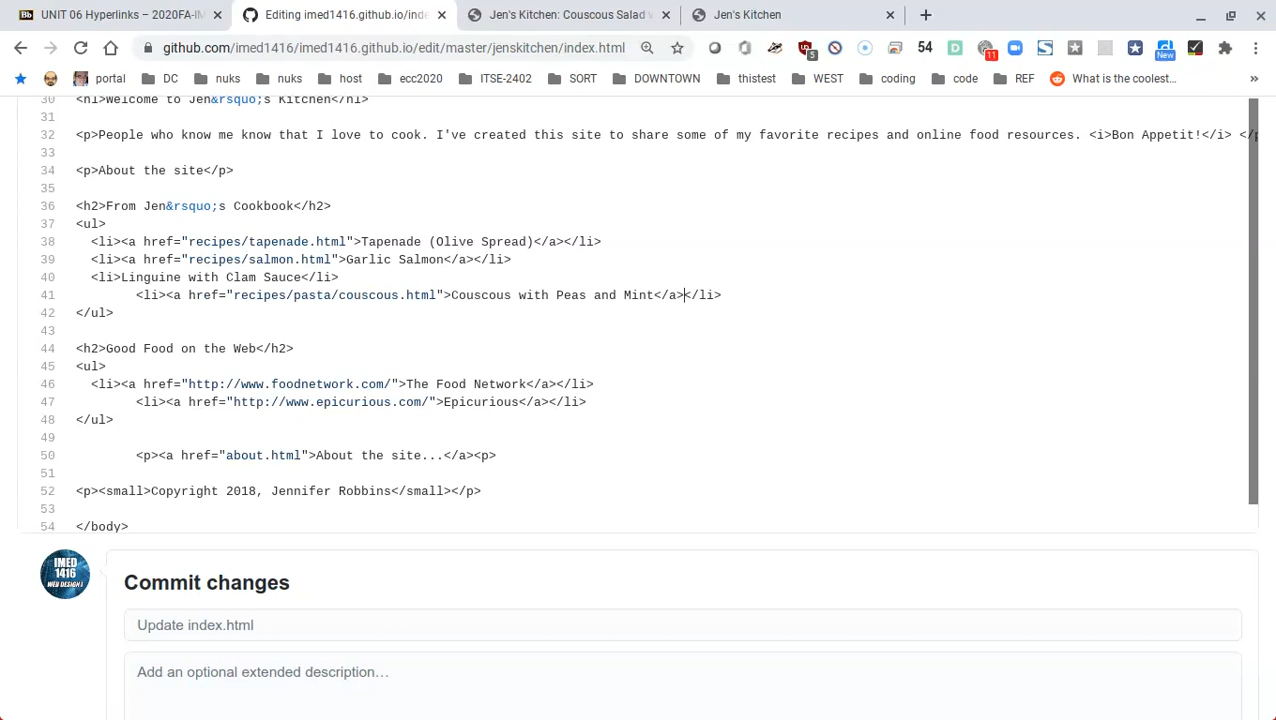 UNIT 06 Hyperlinks – 2020FA-IM
Editing imed1416.github.io/inde
Jen's Kitchen: Couscous Salad
Jen's Kitchen
github.com/imed1416/imed1416.github.io/edit/master/jenskitchen/index.html
5
54
11
New
portal
DC
nuks
nuks
host
ecc2020
ITSE-2402
SORT
DOWNTOWN
thistest
WEST
coding
code
REF
What is the coolest...
»
30 <h1>Welcome to Jen&rsquo;s Kitchen</h1>
31
32 <p>People who know me know that I love to cook. I've created this site to share some of my favorite recipes and online food resources. <i>Bon Appetit!</i> </p
33
34 <p>About the site</p>
35
36 <h2>From Jen&rsquo;s Cookbook</h2>
37 <ul>
38 <li><a href="recipes/tapenade.html">Tapenade (Olive Spread)</a></li>
39 <li><a href="recipes/salmon.html">Garlic Salmon</a></li>
40 <li>Linguine with Clam Sauce</li>
41 <li><a href="recipes/pasta/couscous.html">Couscous with Peas and Mint</a></li>
42 </ul>
43
44 <h2>Good Food on the Web</h2>
45 <ul>
46 <li><a href="http://www.foodnetwork.com/">The Food Network</a></li>
47 <li><a href="http://www.epicurious.com/">Epicurious</a></li>
48 </ul>
49
50 <p><a href="about.html">About the site...</a><p>
51
52 <p><small>Copyright 2018, Jennifer Robbins</small></p>
53
54 </body>
IMED
1416
WEB DESIGN I
Commit changes
Update index.html
Add an optional extended description…